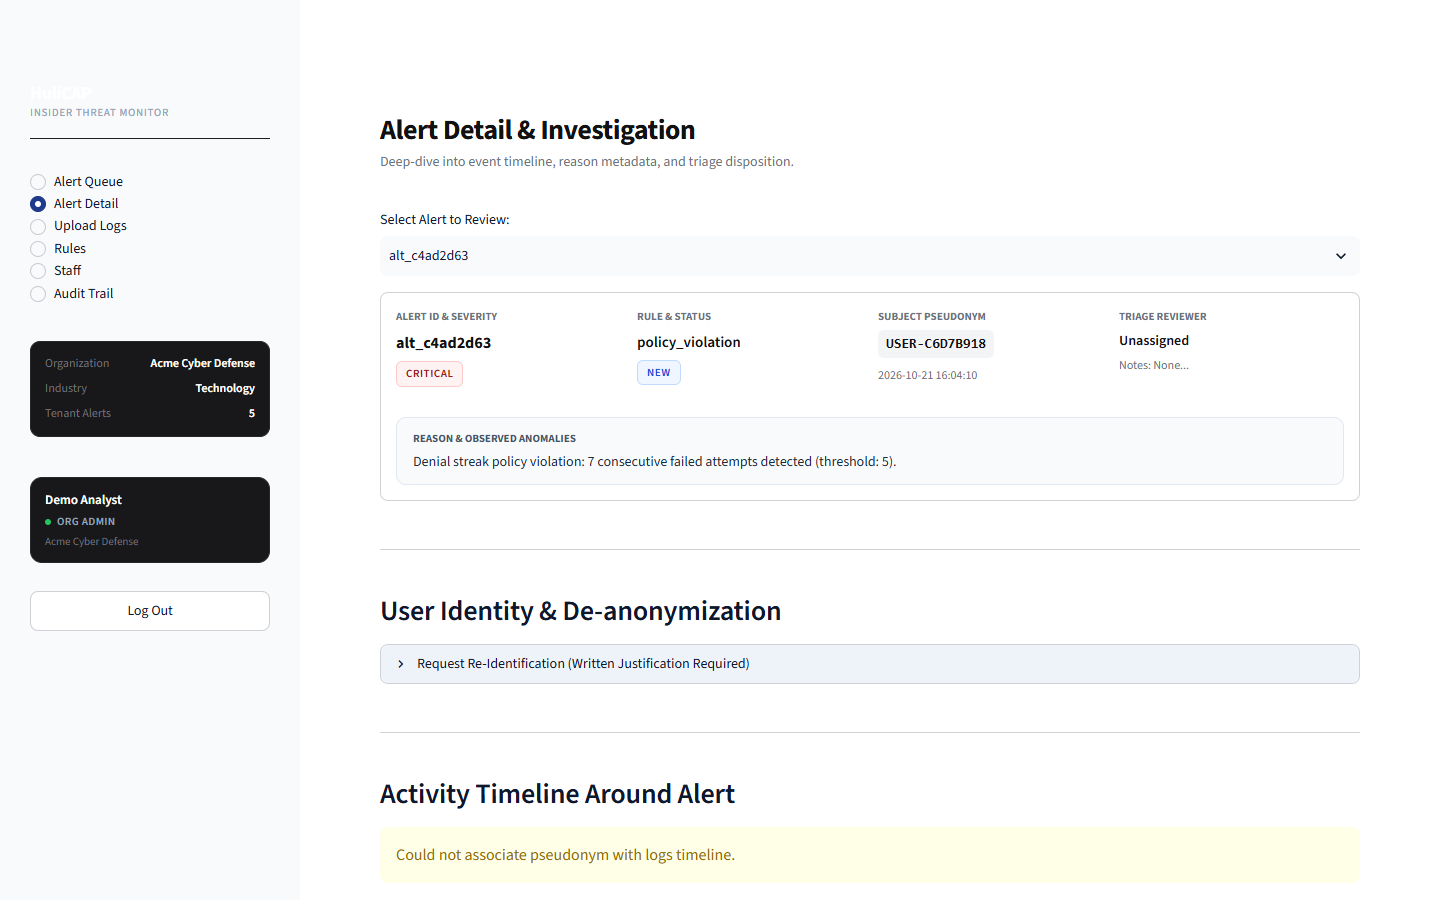 HuliCAP
INSIDER THREAT MONITOR
Alert Queue
Alert Detail
Upload Logs
Rules
Staff
Audit Trail
Organization Acme Cyber Defense
Industry Technology
Tenant Alerts 5
Demo Analyst
ORG ADMIN
Acme Cyber Defense
Log Out
Alert Detail & Investigation
Deep-dive into event timeline, reason metadata, and triage disposition.
Select Alert to Review:
alt_c4ad2d63
ALERT ID & SEVERITY
alt_c4ad2d63
CRITICAL
RULE & STATUS
policy_violation
NEW
SUBJECT PSEUDONYM
USER-C6D7B918
2026-10-21 16:04:10
TRIAGE REVIEWER
Unassigned
Notes: None...
REASON & OBSERVED ANOMALIES
Denial streak policy violation: 7 consecutive failed attempts detected (threshold: 5).
User Identity & De-anonymization
Request Re-Identification (Written Justification Required)
Activity Timeline Around Alert
Could not associate pseudonym with logs timeline.